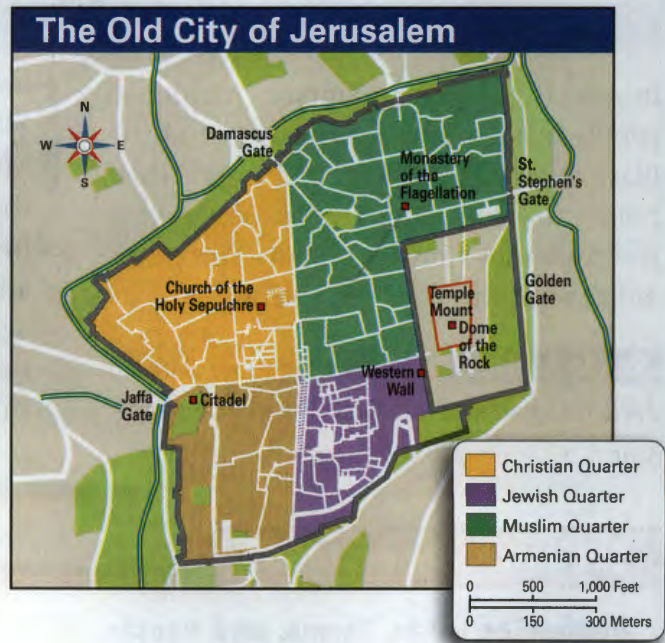 The Old City of Jerusalem
N
W
E
S
Damascus
Gate
Monastery
of the
Flagellation
St.
Stephen's
Gate
Church of the
Holy Sepulchre
Temple
Mount
Golden
Gate
Dome
of the
Rock
Western
Wall
Jaffa
Gate
Citadel
Christian Quarter
Jewish Quarter
Muslim Quarter
Armenian Quarter
0 500 1,000 Feet
0 150 300 Meters